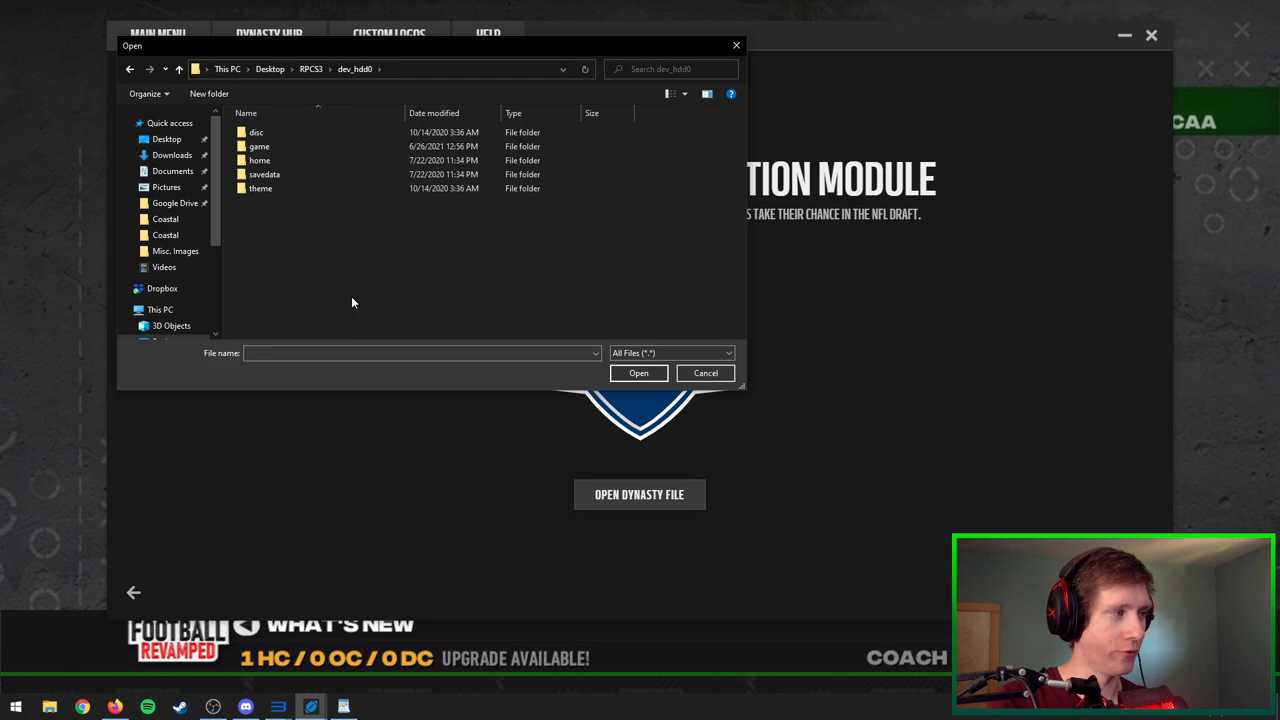 MAIN MENU DYNASTY HUB CUSTOM LOGOS HELP
Open
This PC > Desktop > RPCS3 > dev_hdd0 >
Search dev_hdd0
Organize New folder
Name Date modified Type Size
disc 10/14/2020 3:36 AM File folder
game 6/26/2021 12:56 PM File folder
home 7/22/2020 11:34 PM File folder
savedata 7/22/2020 11:34 PM File folder
theme 10/14/2020 3:36 AM File folder
Quick access
Desktop
Downloads
Documents
Pictures
Google Drive
Coastal
Coastal
Misc. Images
Videos
Dropbox
This PC
3D Objects
File name:
All Files (*.*)
Open Cancel
CAA
TION MODULE
S TAKE THEIR CHANCE IN THE NFL DRAFT.
OPEN DYNASTY FILE
FOOTBALL
REVAMPED
WHAT'S NEW
1 HC / 0 OC / 0 DC UPGRADE AVAILABLE!
COACH